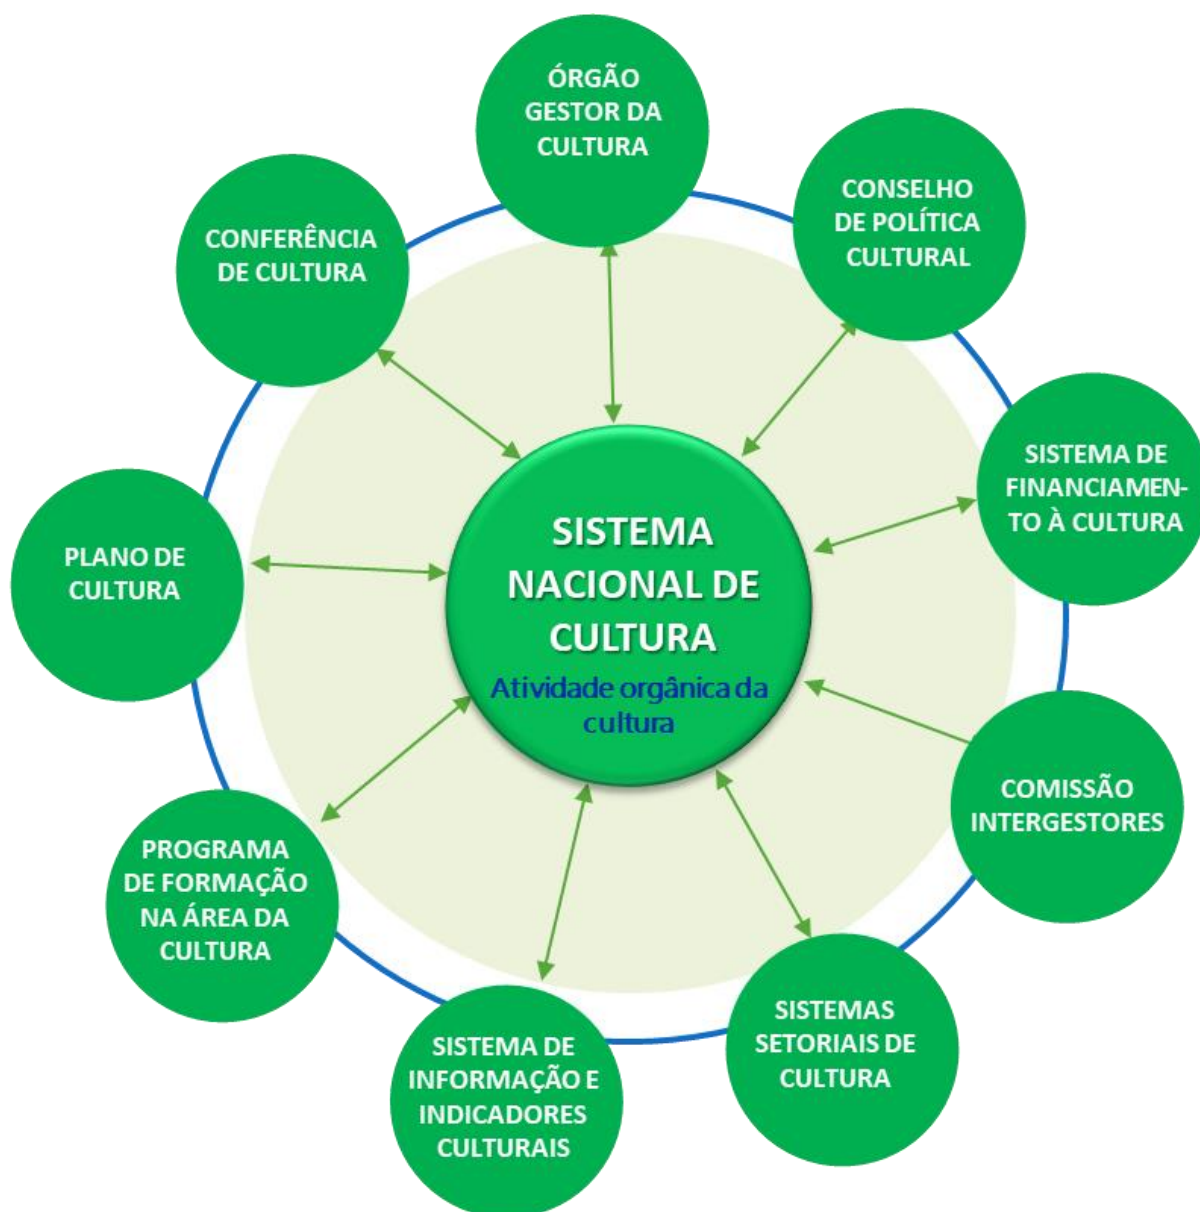 ÓRGÃO
GESTOR DA
CULTURA
CONSELHO
DE POLÍTICA
CULTURAL
CONFERÊNCIA
DE CULTURA
SISTEMA DE
FINANCIAMEN-
TO À CULTURA
PLANO DE
CULTURA
SISTEMA
NACIONAL DE
CULTURA
Atividade orgânica da
cultura
COMISSÃO
INTERGESTORES
PROGRAMA
DE FORMAÇÃO
NA ÁREA DA
CULTURA
SISTEMAS
SETORIAIS DE
CULTURA
SISTEMA DE
INFORMAÇÃO E
INDICADORES
CULTURAIS